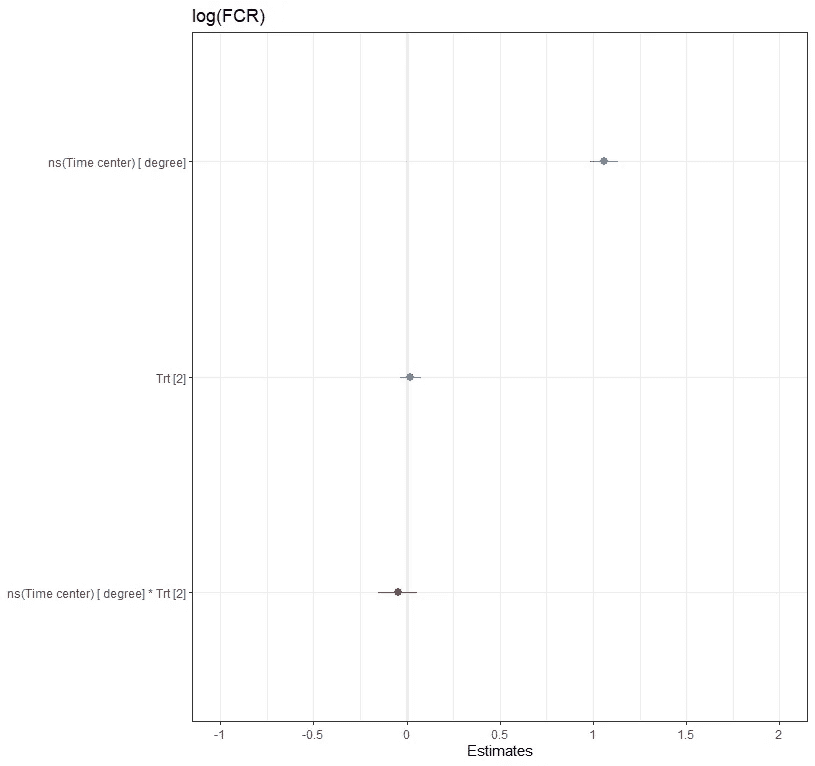 log(FCR)
ns(Time center) [ degree]
Trt [2]
ns(Time center) [ degree] * Trt [2]
-1 -0.5 0 0.5 1 1.5 2
Estimates